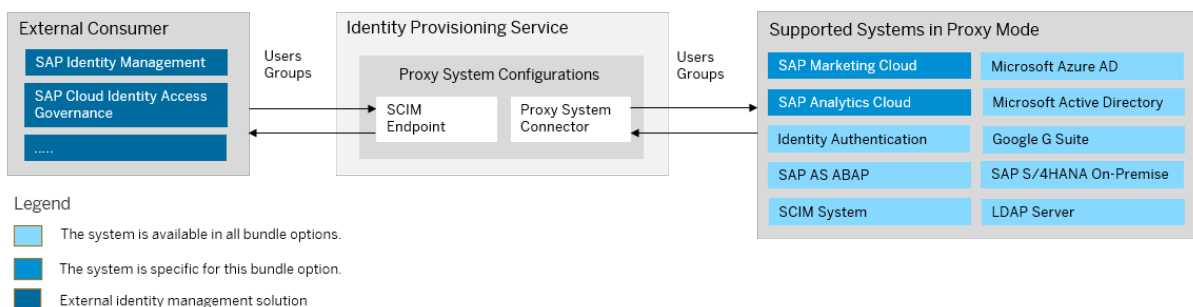 External Consumer
SAP Identity Management
SAP Cloud Identity Access
Governance
.....
Users
Groups
Identity Provisioning Service
Proxy System Configurations
SCIM
Endpoint
Proxy System
Connector
Users
Groups
Supported Systems in Proxy Mode
SAP Marketing Cloud
Microsoft Azure AD
SAP Analytics Cloud
Microsoft Active Directory
Identity Authentication
Google G Suite
SAP AS ABAP
SAP S/4HANA On-Premise
SCIM System
LDAP Server
Legend
The system is available in all bundle options.
The system is specific for this bundle option.
External identity management solution